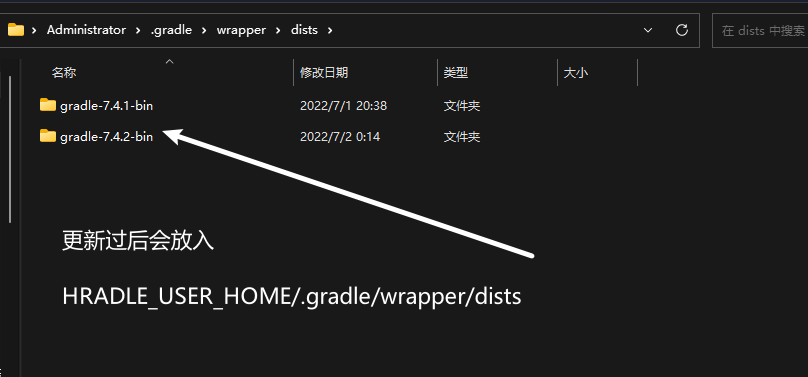 Administrator › .gradle › wrapper › dists ›
在 dists 中搜索
名称 修改日期 类型 大小
gradle-7.4.1-bin 2022/7/1 20:38 文件夹
gradle-7.4.2-bin 2022/7/2 0:14 文件夹
更新过后会放入
HRADLE_USER_HOME/.gradle/wrapper/dists